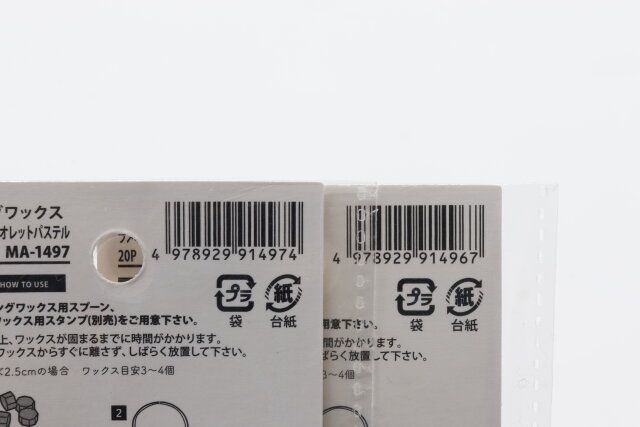 グワックス
オレットパステル
MA-1497
HOW TO USE
20P
4 978929 914974
プラ
紙
袋
台紙
ングワックス用スプーン、
ワックス用スタンプ(別売)をご用意下さい。
上、ワックスが固まるまでに時間がかかります。
ワックスからすぐに離さず、しばらく放置して下さい。
2.5cmの場合 ワックス目安3〜4個
2
4 978929 914967
プラ
紙
袋
台紙
下さい。
がかかります。
ばらく放置して下さい。
3〜4個